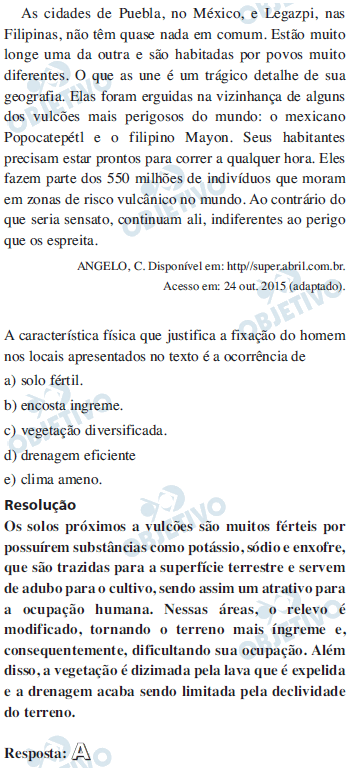 As cidades de Puebla, no México, e Legazpi, nas
Filipinas, não têm quase nada em comum. Estão muito
longe uma da outra e são habitadas por povos muito
diferentes. O que as une é um trágico detalhe de sua
geografia. Elas foram erguidas na vizinhança de alguns
dos vulcões mais perigosos do mundo: o mexicano
Popocatepétl e o filipino Mayon. Seus habitantes
precisam estar prontos para correr a qualquer hora. Eles
fazem parte dos 550 milhões de indivíduos que moram
em zonas de risco vulcânico no mundo. Ao contrário do
que seria sensato, continuam ali, indiferentes ao perigo
que os espreita.
ANGELO, C. Disponível em: http//superabril.com.br.
Acesso em: 24 out. 2015 (adaptado).
A característica física que justifica a fixação do homem
nos locais apresentados no texto é a ocorrência de
a) solo fértil.
b) encosta ingreme.
c) vegetação diversificada.
d) drenagem eficiente
e) clima ameno.
Resolução
Os solos próximos a vulcões são muitos férteis por
possuírem substâncias como potássio, sódio e enxofre,
que são trazidas para a superfície terrestre e servem
de adubo para o cultivo, sendo assim um atrativo para
a ocupação humana. Nessas áreas, o relevo é
modificado, tornando o terreno mais íngreme e,
consequentemente, dificultando sua ocupação. Além
disso, a vegetação é dizimada pela lava que é expelida
e a drenagem acaba sendo limitada pela declividade
do terreno.
Resposta: A
OBJETIVO
OBJETIVO
OBJETIVO
OBJETIVO
OBJETIVO
OBJETIVO
OBJETIVO
OBJETIVO